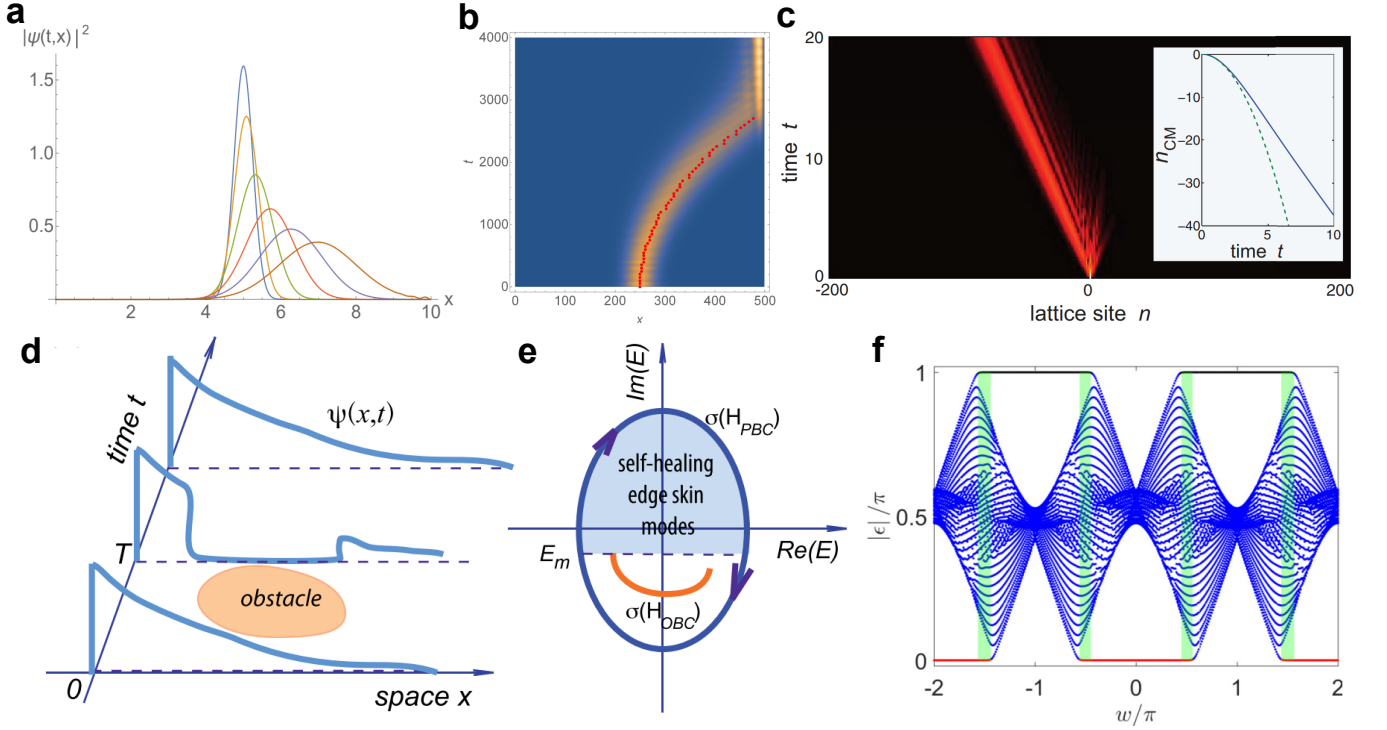 a
|ψ(t,x)|²
1.5
1.0
0.5
2 4 6 8 10 x
b
4000
3000
2000
1000
0
t
0 100 200 300 400 500
x
c
20
10
0
time t
-200 0 200
lattice site n
0
−10
−20
−30
−40
n_CM
0 5 10
time t
d
time t
ψ(x,t)
T
obstacle
0
space x
e
Im(E)
σ(H_PBC)
self-healing
edge skin
modes
E_m
Re(E)
σ(H_OBC)
f
1
0.5
0
|ϵ|/π
-2 -1 0 1 2
w/π